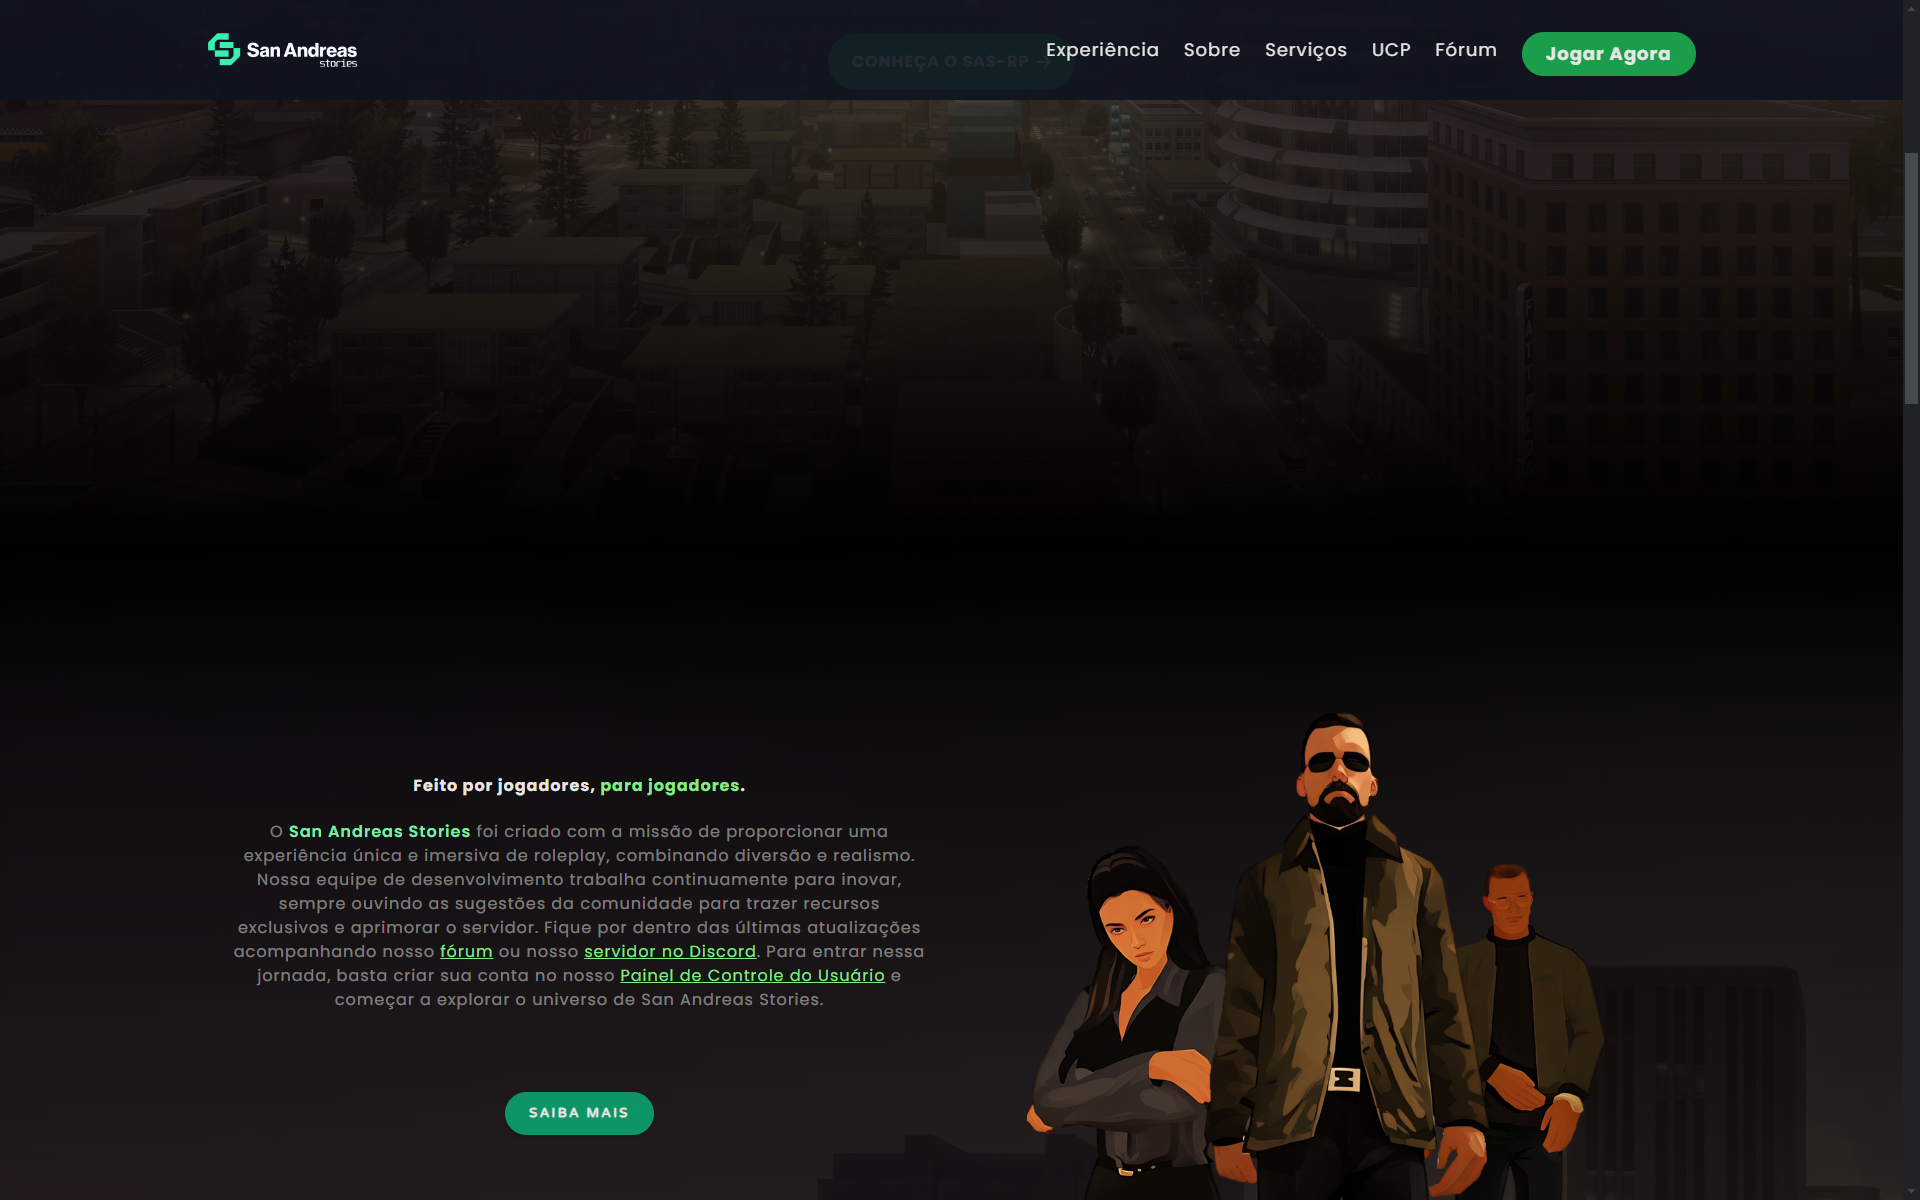 San Andreas
stories
CONHEÇA O SAS-RP →
Experiência Sobre Serviços UCP Fórum Jogar Agora
Feito por jogadores, para jogadores.
O San Andreas Stories foi criado com a missão de proporcionar uma
experiência única e imersiva de roleplay, combinando diversão e realismo.
Nossa equipe de desenvolvimento trabalha continuamente para inovar,
sempre ouvindo as sugestões da comunidade para trazer recursos
exclusivos e aprimorar o servidor. Fique por dentro das últimas atualizações
acompanhando nosso fórum ou nosso servidor no Discord. Para entrar nessa
jornada, basta criar sua conta no nosso Painel de Controle do Usuário e
começar a explorar o universo de San Andreas Stories.
SAIBA MAIS